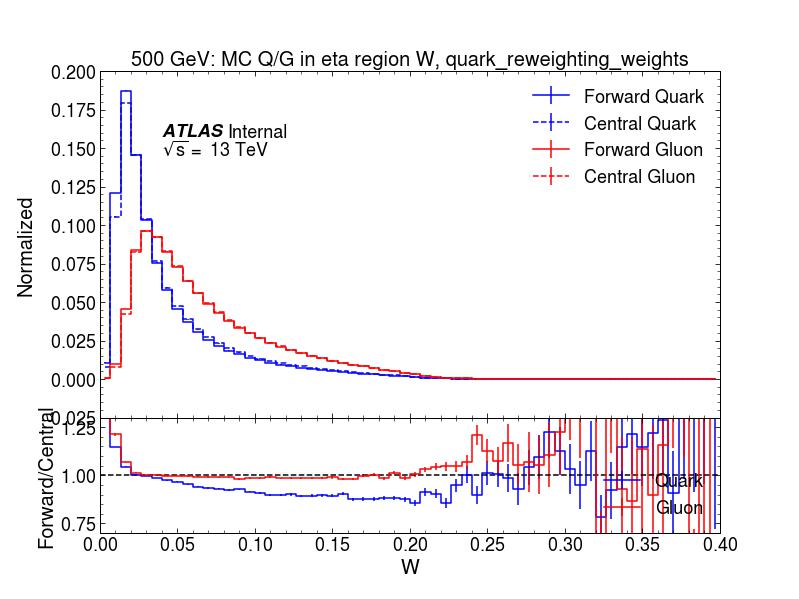 500 GeV: MC Q/G in eta region W, quark_reweighting_weights
0.200
0.175
0.150
0.125
0.100
0.075
0.050
0.025
0.000
0.025
Normalized
ATLAS Internal
√s = 13 TeV
Forward Quark
Central Quark
Forward Gluon
Central Gluon
1.25
1.00
0.75
Forward/Central
Quark
Gluon
0.00 0.05 0.10 0.15 0.20 0.25 0.30 0.35 0.40
W